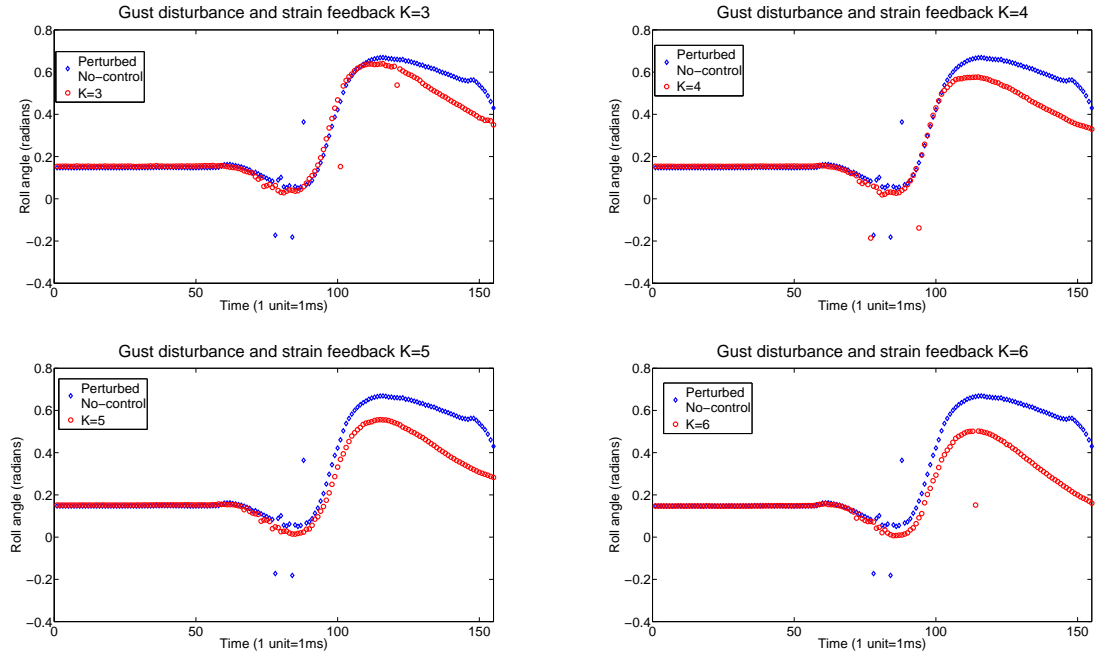 Gust disturbance and strain feedback K=3
0.8
0.6
0.4
0.2
0
−0.2
−0.4
Roll angle (radians)
Perturbed
No−control
K=3
0
50
100
150
Time (1 unit=1ms)
Gust disturbance and strain feedback K=4
0.8
0.6
0.4
0.2
0
−0.2
−0.4
Roll angle (radians)
Perturbed
No−control
K=4
0
50
100
150
Time (1 unit=1ms)
Gust disturbance and strain feedback K=5
0.8
0.6
0.4
0.2
0
−0.2
−0.4
Roll angle (radians)
Perturbed
No−control
K=5
0
50
100
150
Time (1 unit=1ms)
Gust disturbance and strain feedback K=6
0.8
0.6
0.4
0.2
0
−0.2
−0.4
Roll angle (radians)
Perturbed
No−control
K=6
0
50
100
150
Time (1 unit=1ms)